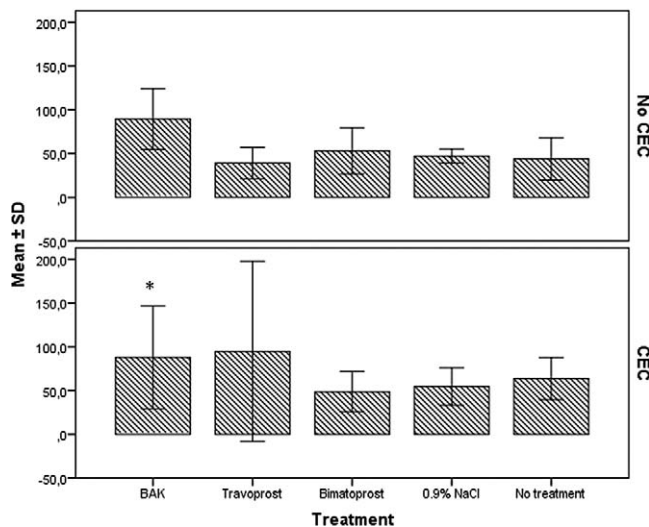 200,0
150,0
100,0
50,0
,0
-50,0
No CEC
Mean ± SD
200,0
150,0
100,0
50,0
,0
-50,0
*
CEC
BAK Travoprost Bimatoprost 0.9% NaCl No treatment
Treatment